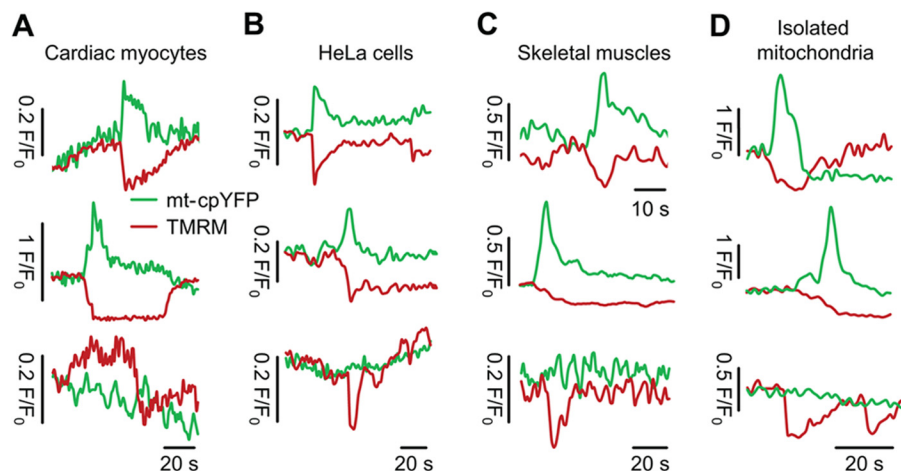 A
Cardiac myocytes
B
HeLa cells
C
Skeletal muscles
D
Isolated
mitochondria
0.2 F/F₀
0.2 F/F₀
0.5 F/F₀
1 F/F₀
10 s
mt-cpYFP
TMRM
1 F/F₀
0.2 F/F₀
0.5 F/F₀
1 F/F₀
0.2 F/F₀
0.2 F/F₀
0.2 F/F₀
0.5 F/F₀
20 s
20 s
20 s
20 s